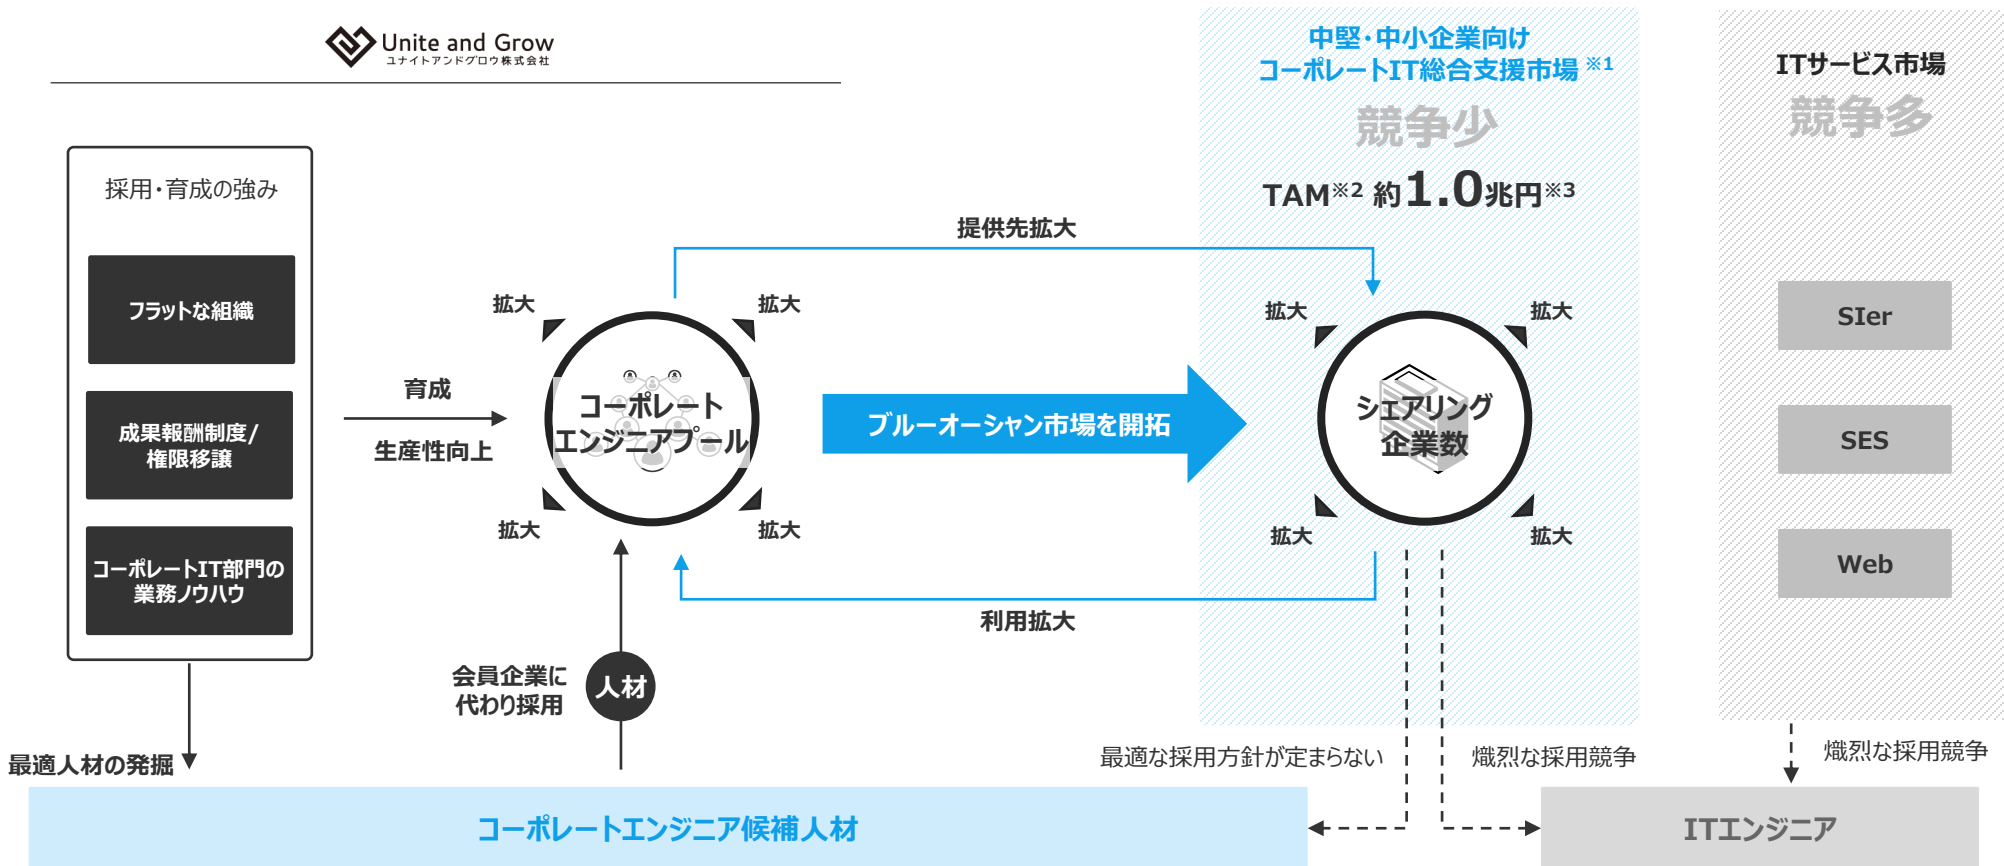 Unite and Grow
ユナイトアンドグロウ株式会社
採用・育成の強み
フラットな組織
成果報酬制度/
権限移譲
コーポレートIT部門の
業務ノウハウ
最適人材の発掘
育成
生産性向上
拡大
拡大
コーポレート
エンジニアプール
拡大
拡大
会員企業に
代わり採用
人材
提供先拡大
ブルーオーシャン市場を開拓
利用拡大
中堅・中小企業向け
コーポレートIT総合支援市場 ※1
競争少
TAM※2 約1.0兆円※3
拡大
拡大
シェアリング
企業数
拡大
拡大
最適な採用方針が定まらない
熾烈な採用競争
ITサービス市場
競争多
SIer
SES
Web
熾烈な採用競争
コーポレートエンジニア候補人材
ITエンジニア